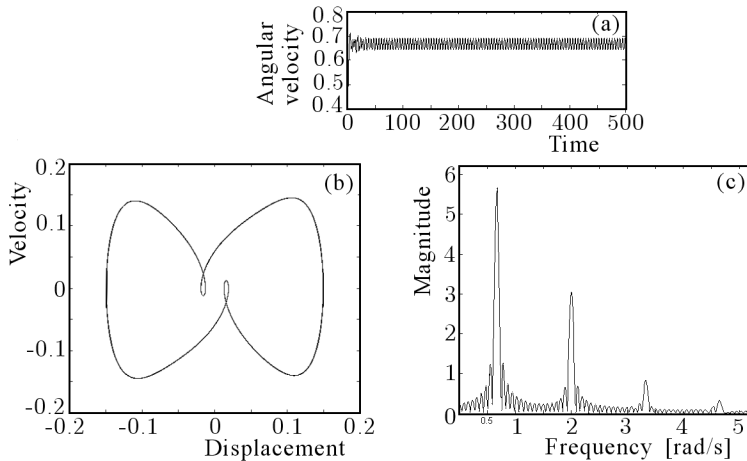 0.8
0.7
0.6
0.5
0.4
Angular
velocity
(a)
0 100 200 300 400 500
Time
0.2
0.1
0
-0.1
-0.2
Velocity
(b)
-0.2 -0.1 0 0.1 0.2
Displacement
6
5
4
3
2
1
0
Magnitude
(c)
0.5 1 2 3 4 5
Frequency [rad/s]